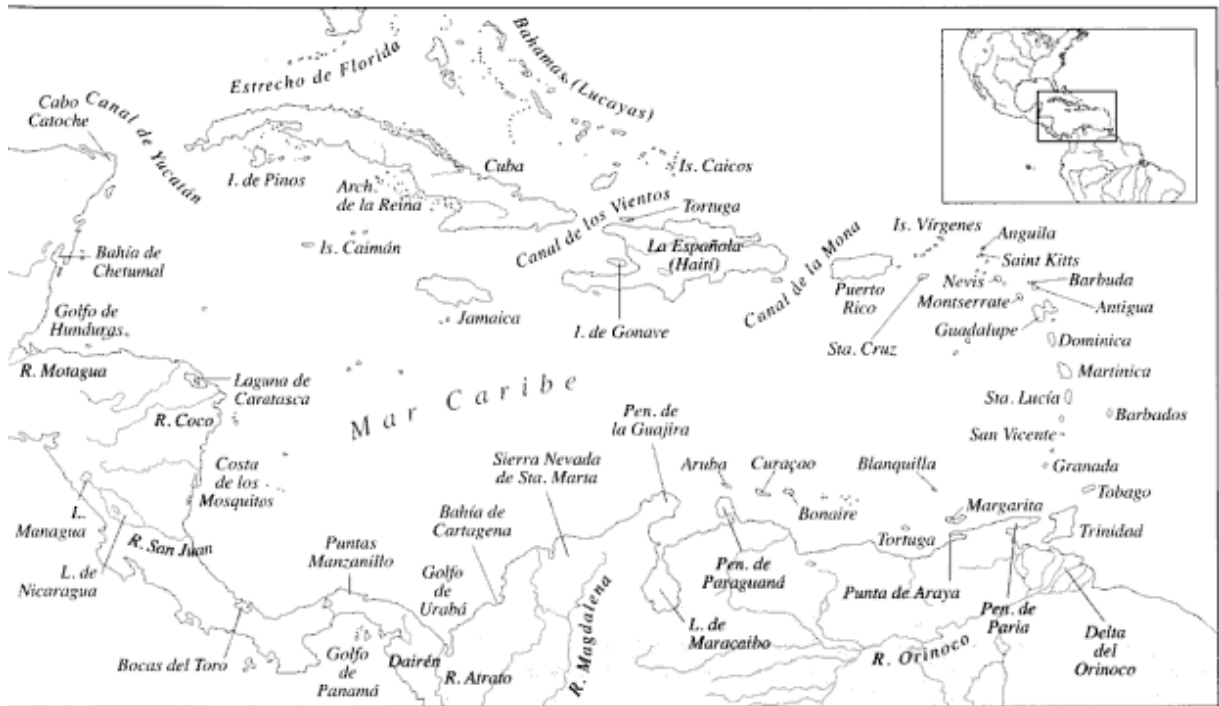 Estrecho de Florida
Bahamas (Lucayas)
Cabo
Catoche
Canal de Yucatán
I. de Pinos
Cuba
Arch.
de la Reina
Is. Caicos
Tortuga
Canal de los Vientos
Is. Caimán
La Española
(Haití)
Canal de la Mona
Is. Vírgenes
Anguila
Saint Kitts
Bahía de
Chetumal
Puerto
Rico
Nevis
Barbuda
Montserrate
Antigua
Golfo de
Hunduras
Jamaica
I. de Gonave
Sta. Cruz
Guadalupe
Dominica
R. Motagua
Laguna de
Caratasca
Martinica
Mar Caribe
R. Coco
Pen. de
la Guajira
Sta. Lucía
Barbados
San Vicente
Costa
de los
Mosquitos
Sierra Nevada
de Sta. Marta
Aruba
Curaçao
Blanquilla
Granada
L.
Managua
Bahía de
Cartagena
Bonaire
Margarita
Tobago
R. San Juan
Puntas
Manzanillo
Tortuga
Trinidad
L. de
Nicaragua
Golfo
de
Urabá
Pen. de
Paraguaná
Punta de Araya
Pen. de
Paria
R. Magdalena
L. de
Maracaibo
Delta
del
Orinoco
Bocas del Toro
Golfo
de
Panamá
Dairén
R. Atrato
R. Orinoco